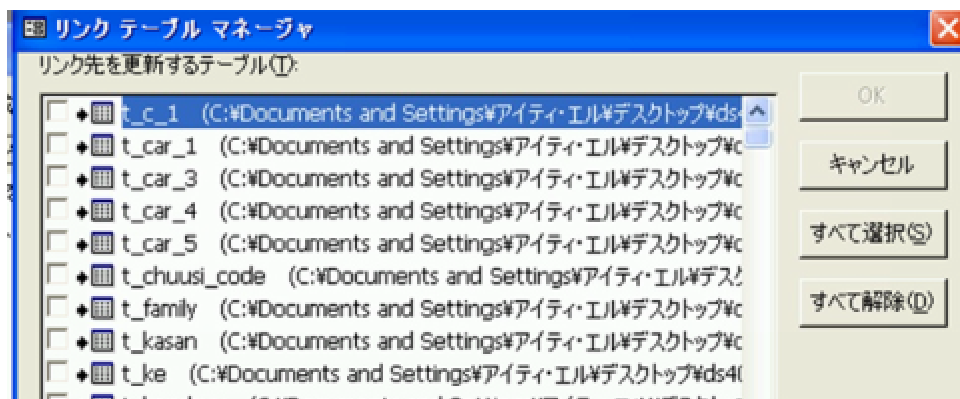 リンク テーブル マネージャ
リンク先を更新するテーブル(T):
t_c_1 (C:¥Documents and Settings¥アイティ・エル¥デスクトップ¥ds4
t_car_1 (C:¥Documents and Settings¥アイティ・エル¥デスクトップ¥d
t_car_3 (C:¥Documents and Settings¥アイティ・エル¥デスクトップ¥d
t_car_4 (C:¥Documents and Settings¥アイティ・エル¥デスクトップ¥d
t_car_5 (C:¥Documents and Settings¥アイティ・エル¥デスクトップ¥d
t_chuusi_code (C:¥Documents and Settings¥アイティ・エル¥デスク
t_family (C:¥Documents and Settings¥アイティ・エル¥デスクトップ¥d
t_kasan (C:¥Documents and Settings¥アイティ・エル¥デスクトップ¥d
t_ke (C:¥Documents and Settings¥アイティ・エル¥デスクトップ¥ds40
OK
キャンセル
すべて選択(S)
すべて解除(D)